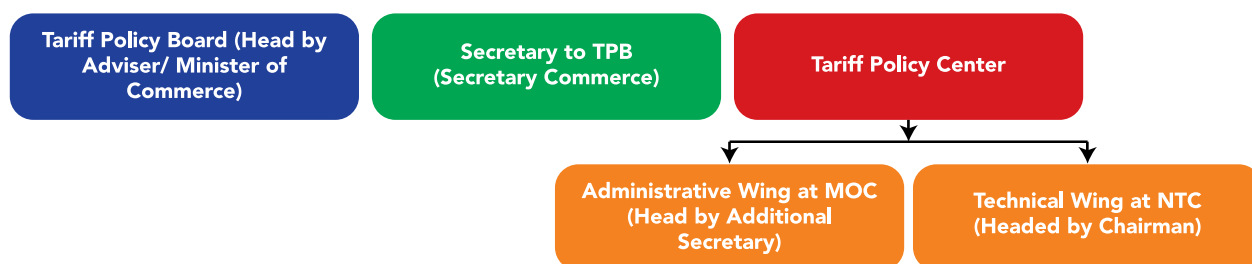 Tariff Policy Board (Head by
Adviser/ Minister of
Commerce)
Secretary to TPB
(Secretary Commerce)
Tariff Policy Center
Administrative Wing at MOC
(Head by Additional
Secretary)
Technical Wing at NTC
(Headed by Chairman)